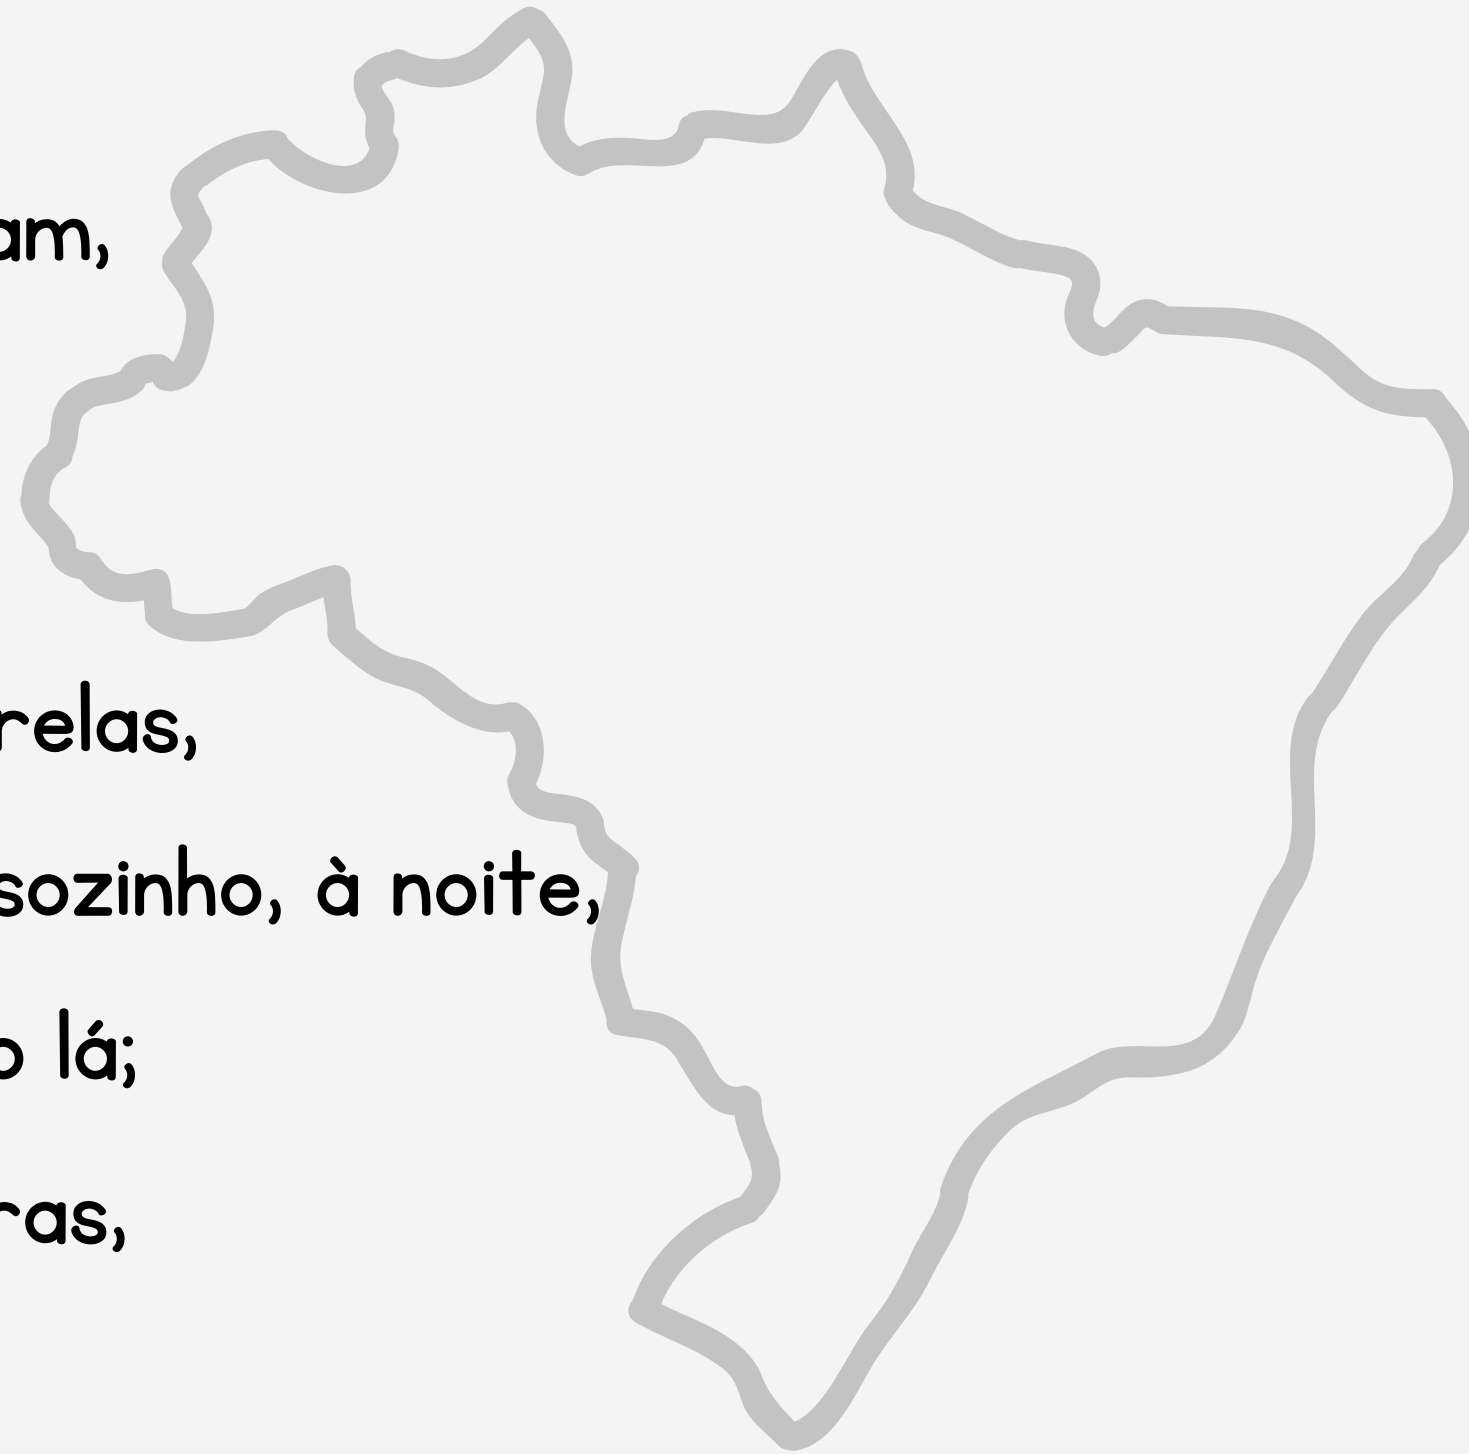 am,
relas,
sozinho, à noite,
o lá;
ras,